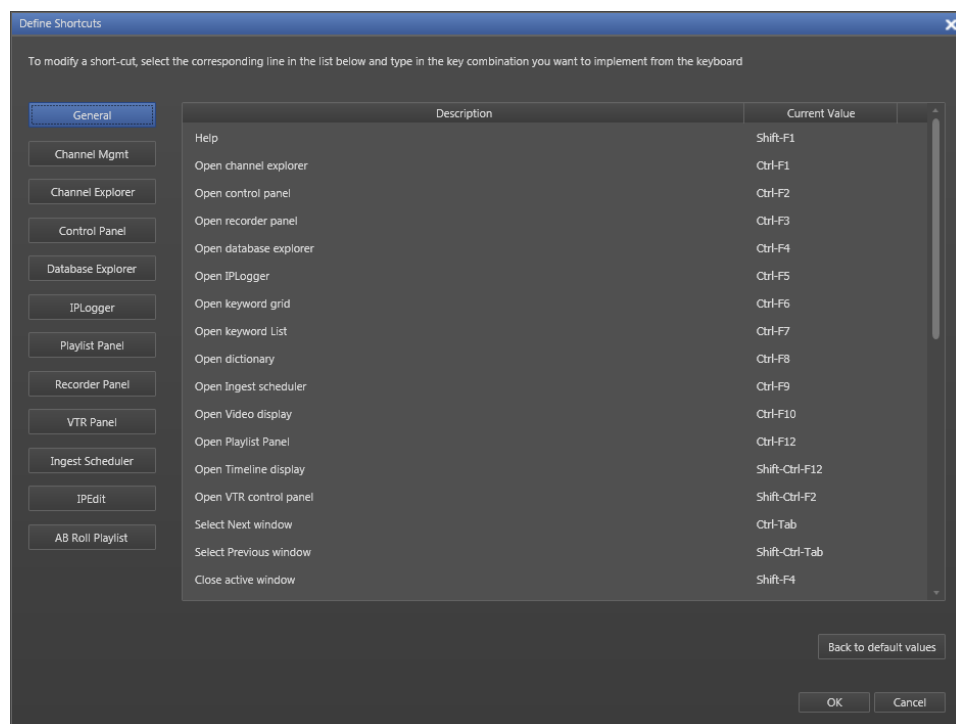 Define Shortcuts
To modify a short-cut, select the corresponding line in the list below and type in the key combination you want to implement from the keyboard
General
Channel Mgmt
Channel Explorer
Control Panel
Database Explorer
IPLogger
Playlist Panel
Recorder Panel
VTR Panel
Ingest Scheduler
IPEdit
AB Roll Playlist
Description Current Value
Help Shift-F1
Open channel explorer Ctrl-F1
Open control panel Ctrl-F2
Open recorder panel Ctrl-F3
Open database explorer Ctrl-F4
Open IPLogger Ctrl-F5
Open keyword grid Ctrl-F6
Open keyword List Ctrl-F7
Open dictionary Ctrl-F8
Open Ingest scheduler Ctrl-F9
Open Video display Ctrl-F10
Open Playlist Panel Ctrl-F12
Open Timeline display Shift-Ctrl-F12
Open VTR control panel Shift-Ctrl-F2
Select Next window Ctrl-Tab
Select Previous window Shift-Ctrl-Tab
Close active window Shift-F4
Back to default values
OK Cancel